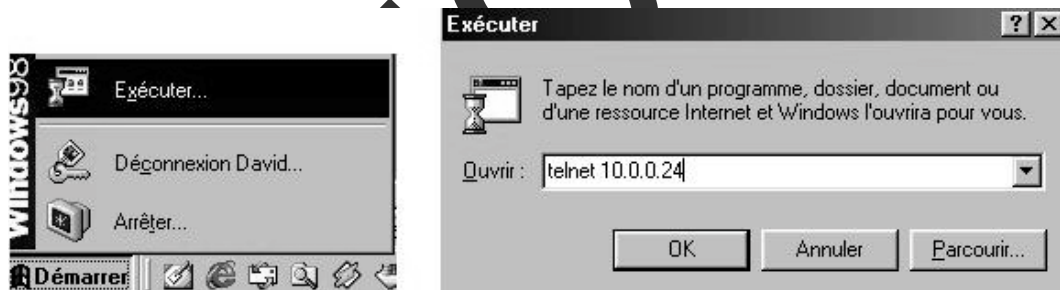 Windows98
Exécuter...
Déconnexion David...
Arrêter...
Démarrer
Exécuter
Tapez le nom d'un programme, dossier, document ou
d'une ressource Internet et Windows l'ouvrira pour vous.
Ouvrir :
telnet 10.0.0.24
OK
Annuler
Parcourir...